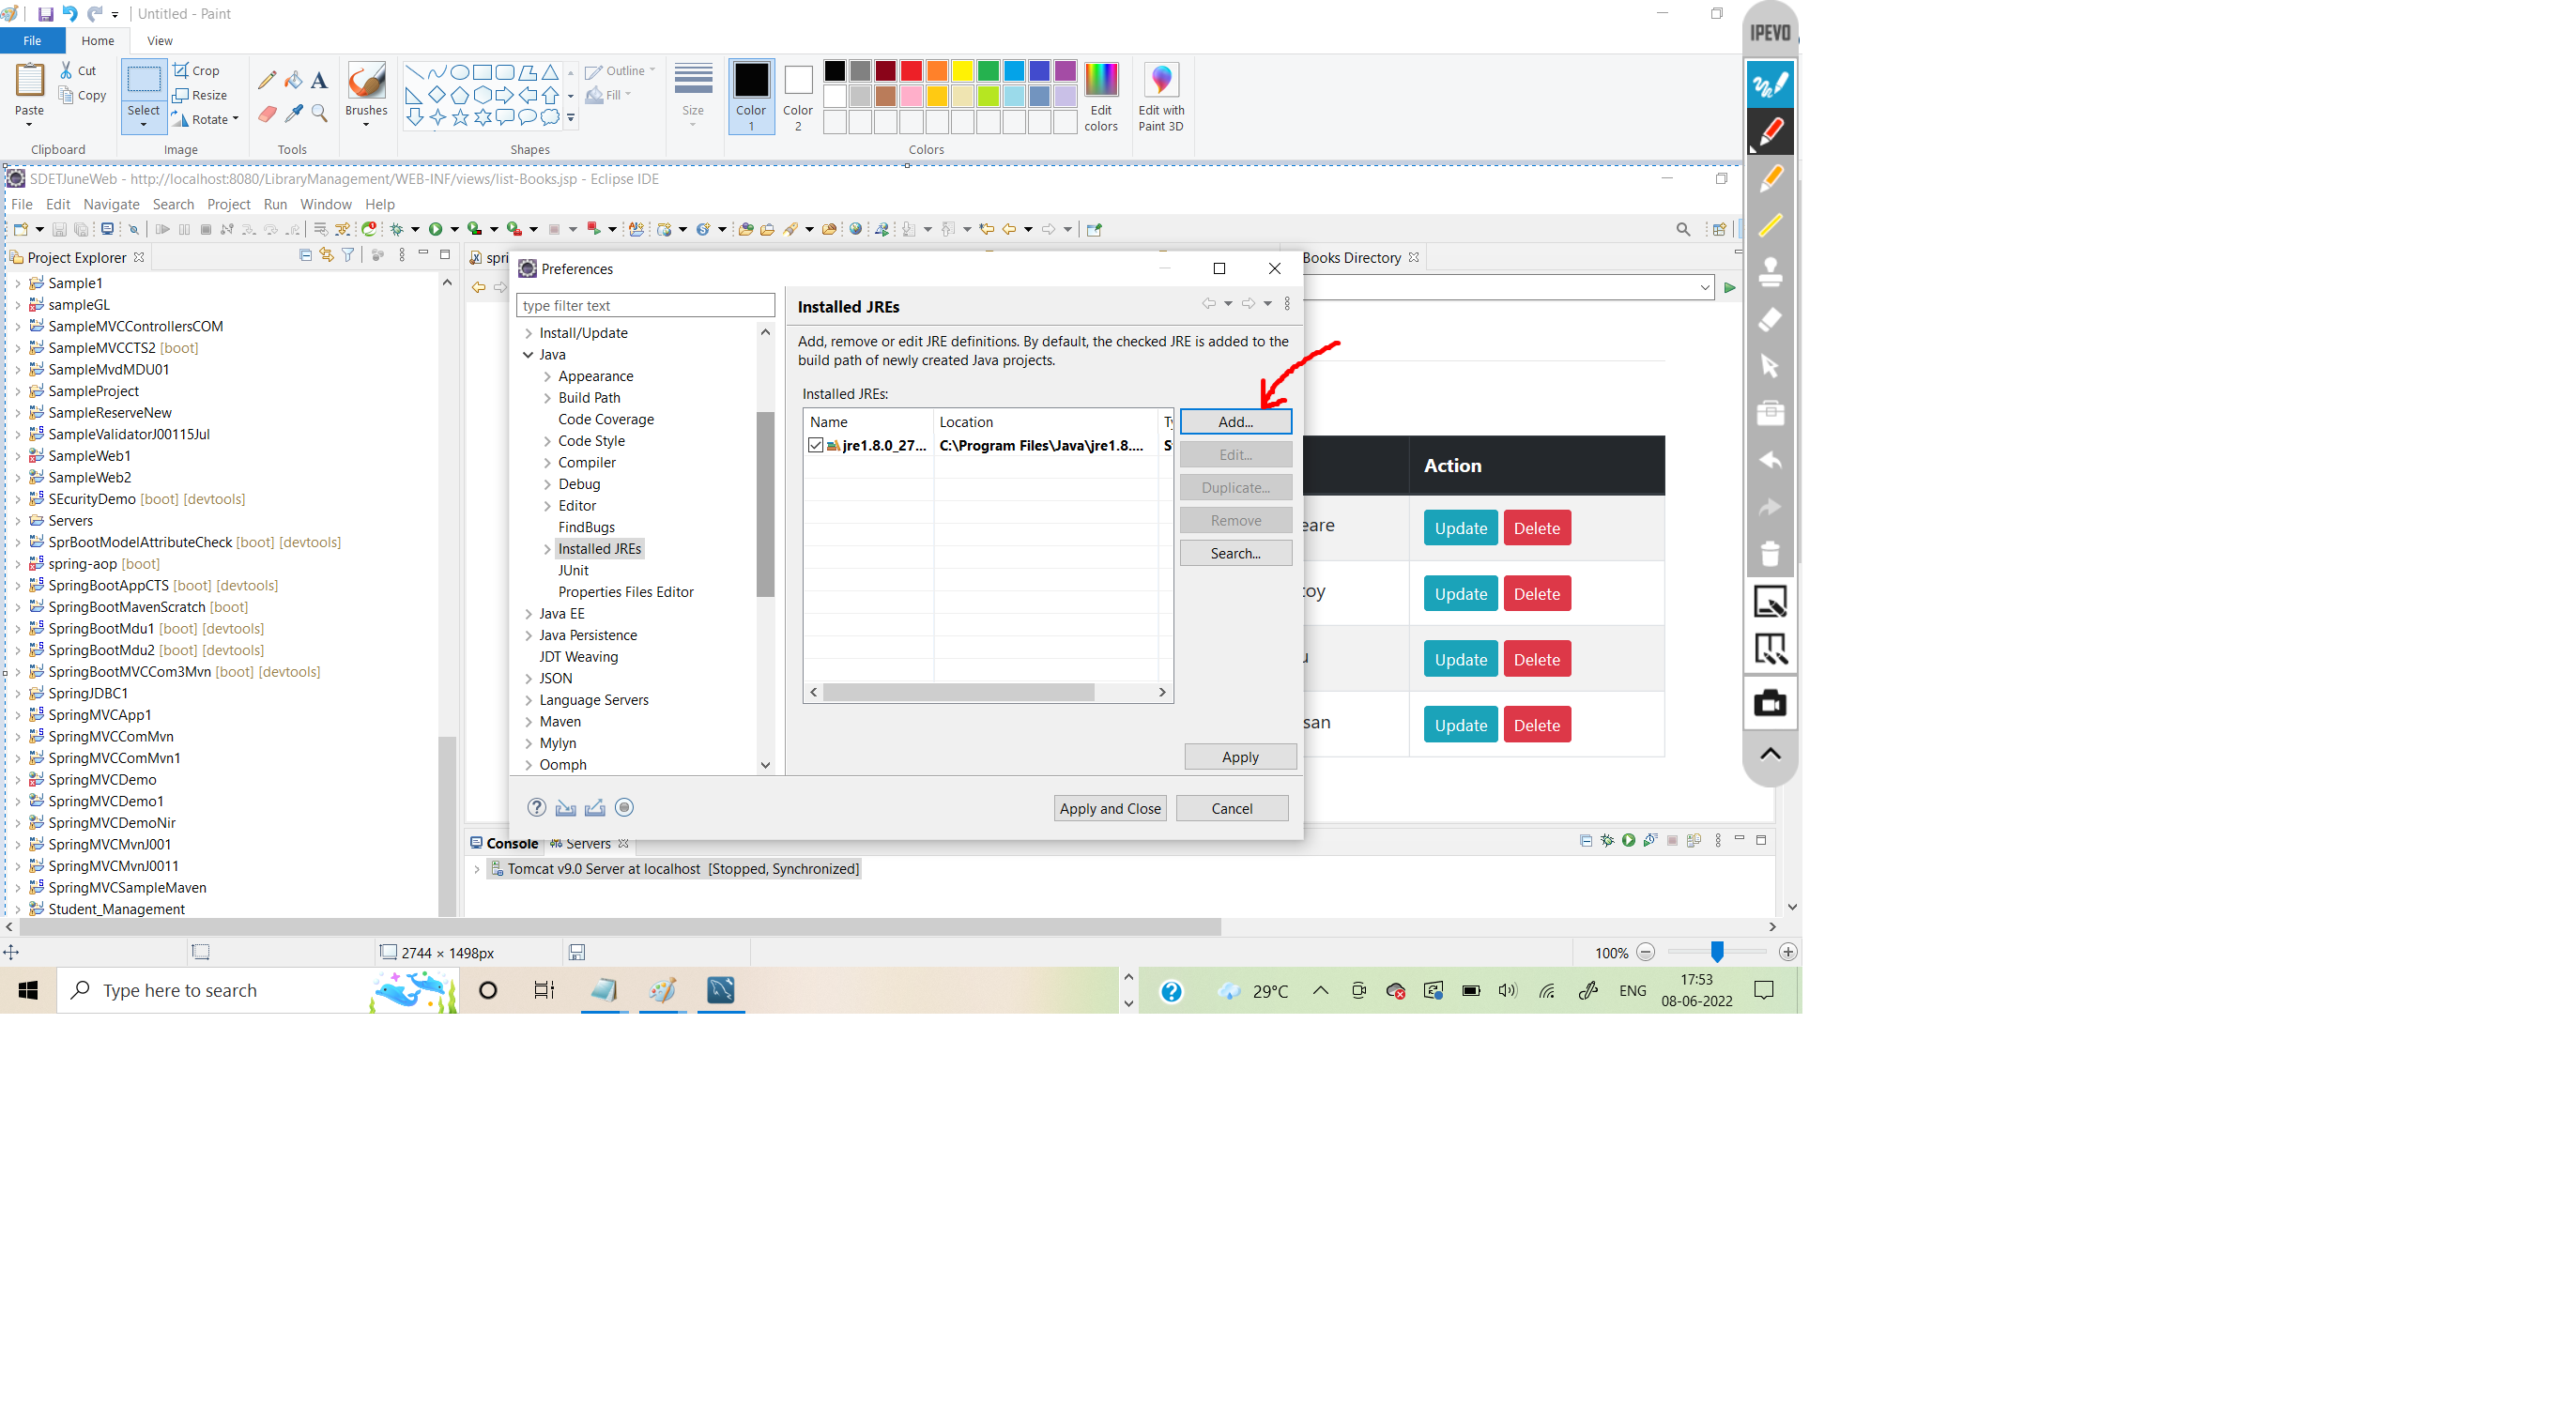 Untitled - Paint
IPEVO
File Home View
Cut
Copy
Paste
Crop
Resize
Rotate
Select
Brushes
Outline
Fill
Size
Color 1
Color 2
Edit colors
Edit with Paint 3D
Clipboard Image Tools Shapes Colors
SDETJuneWeb - http://localhost:8080/LibraryManagement/WEB-INF/views/list-Books.jsp - Eclipse IDE
File Edit Navigate Search Project Run Window Help
Project Explorer
Sample1
sampleGL
SampleMVCControllersCOM
SampleMVCCTS2 [boot]
SampleMvdMDU01
SampleProject
SampleReserveNew
SampleValidatorJ00115Jul
SampleWeb1
SampleWeb2
SEcurityDemo [boot] [devtools]
Servers
SprBootModelAttributeCheck [boot] [devtools]
spring-aop [boot]
SpringBootAppCTS [boot] [devtools]
SpringBootMavenScratch [boot]
SpringBootMdu1 [boot] [devtools]
SpringBootMdu2 [boot] [devtools]
SpringBootMVCCom3Mvn [boot] [devtools]
SpringJDBC1
SpringMVCApp1
SpringMVCComMvn
SpringMVCComMvn1
SpringMVCDemo
SpringMVCDemo1
SpringMVCDemoNir
SpringMVCMvnJ001
SpringMVCMvnJ0011
SpringMVCSampleMaven
Student_Management
spri
Books Directory
Preferences
type filter text
Install/Update
Java
Appearance
Build Path
Code Coverage
Code Style
Compiler
Debug
Editor
FindBugs
Installed JREs
JUnit
Properties Files Editor
Java EE
Java Persistence
JDT Weaving
JSON
Language Servers
Maven
Mylyn
Oomph
Installed JREs
Add, remove or edit JRE definitions. By default, the checked JRE is added to the
build path of newly created Java projects.
Installed JREs:
Name Location
jre1.8.0_27... C:\Program Files\Java\jre1.8....
Add...
Edit...
Duplicate...
Remove
Search...
Apply
Apply and Close Cancel
Action
eare Update Delete
toy Update Delete
u Update Delete
san Update Delete
Console Servers
Tomcat v9.0 Server at localhost [Stopped, Synchronized]
2744 × 1498px
100%
Type here to search
29°C
ENG
17:53
08-06-2022